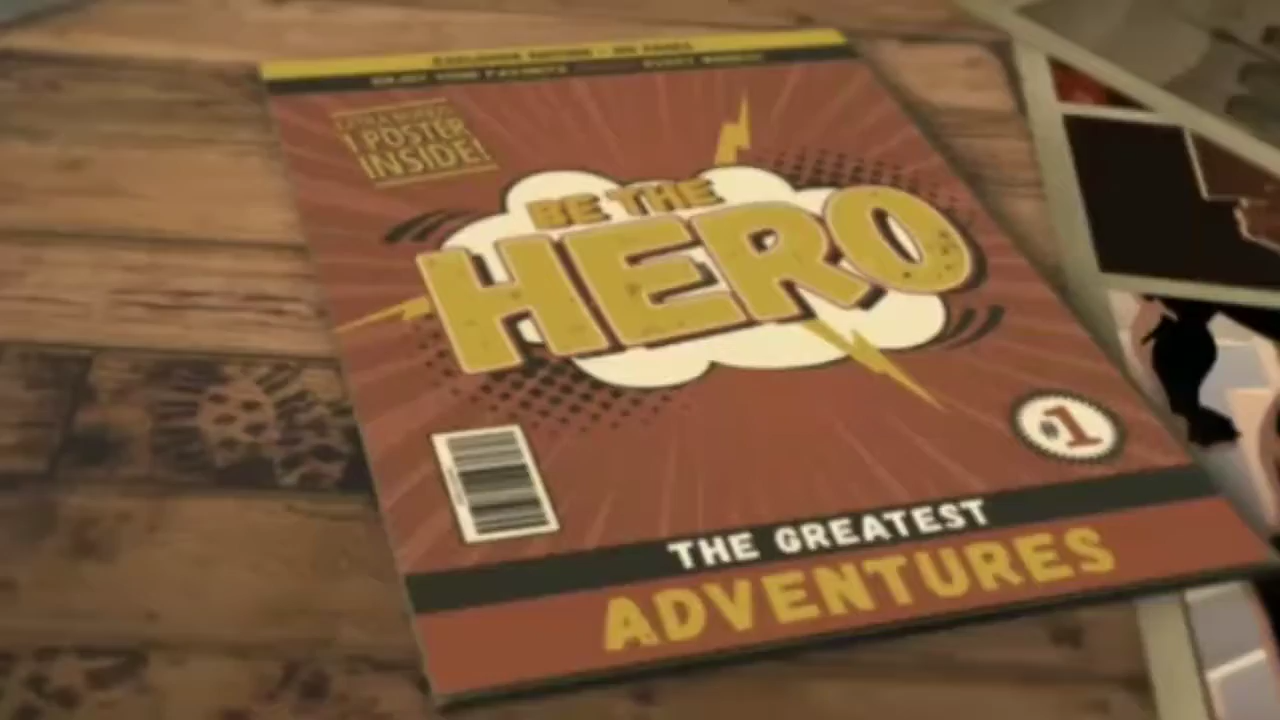 1 POSTER
INSIDE!
BE THE
HERO
#1
THE GREATEST
ADVENTURES